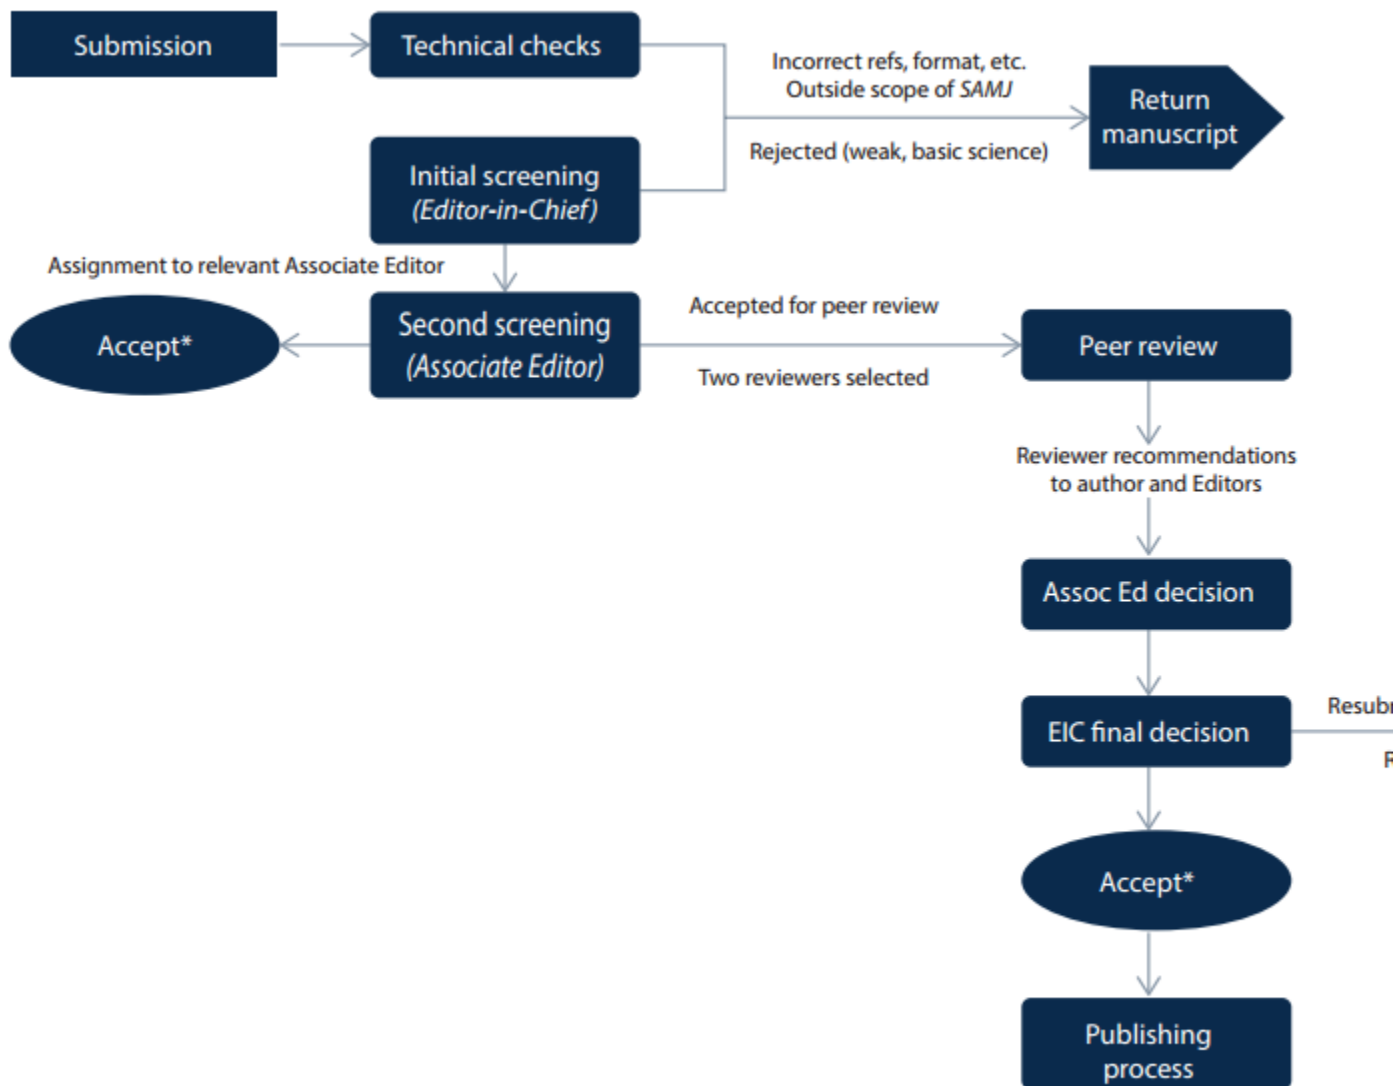 Submission
Technical checks
Incorrect refs, format, etc.
Outside scope of SAMJ
Rejected (weak, basic science)
Return
manuscript
Initial screening
(Editor-in-Chief)
Assignment to relevant Associate Editor
Accept*
Second screening
(Associate Editor)
Accepted for peer review
Two reviewers selected
Peer review
Reviewer recommendations
to author and Editors
Assoc Ed decision
EIC final decision
Accept*
Publishing
process